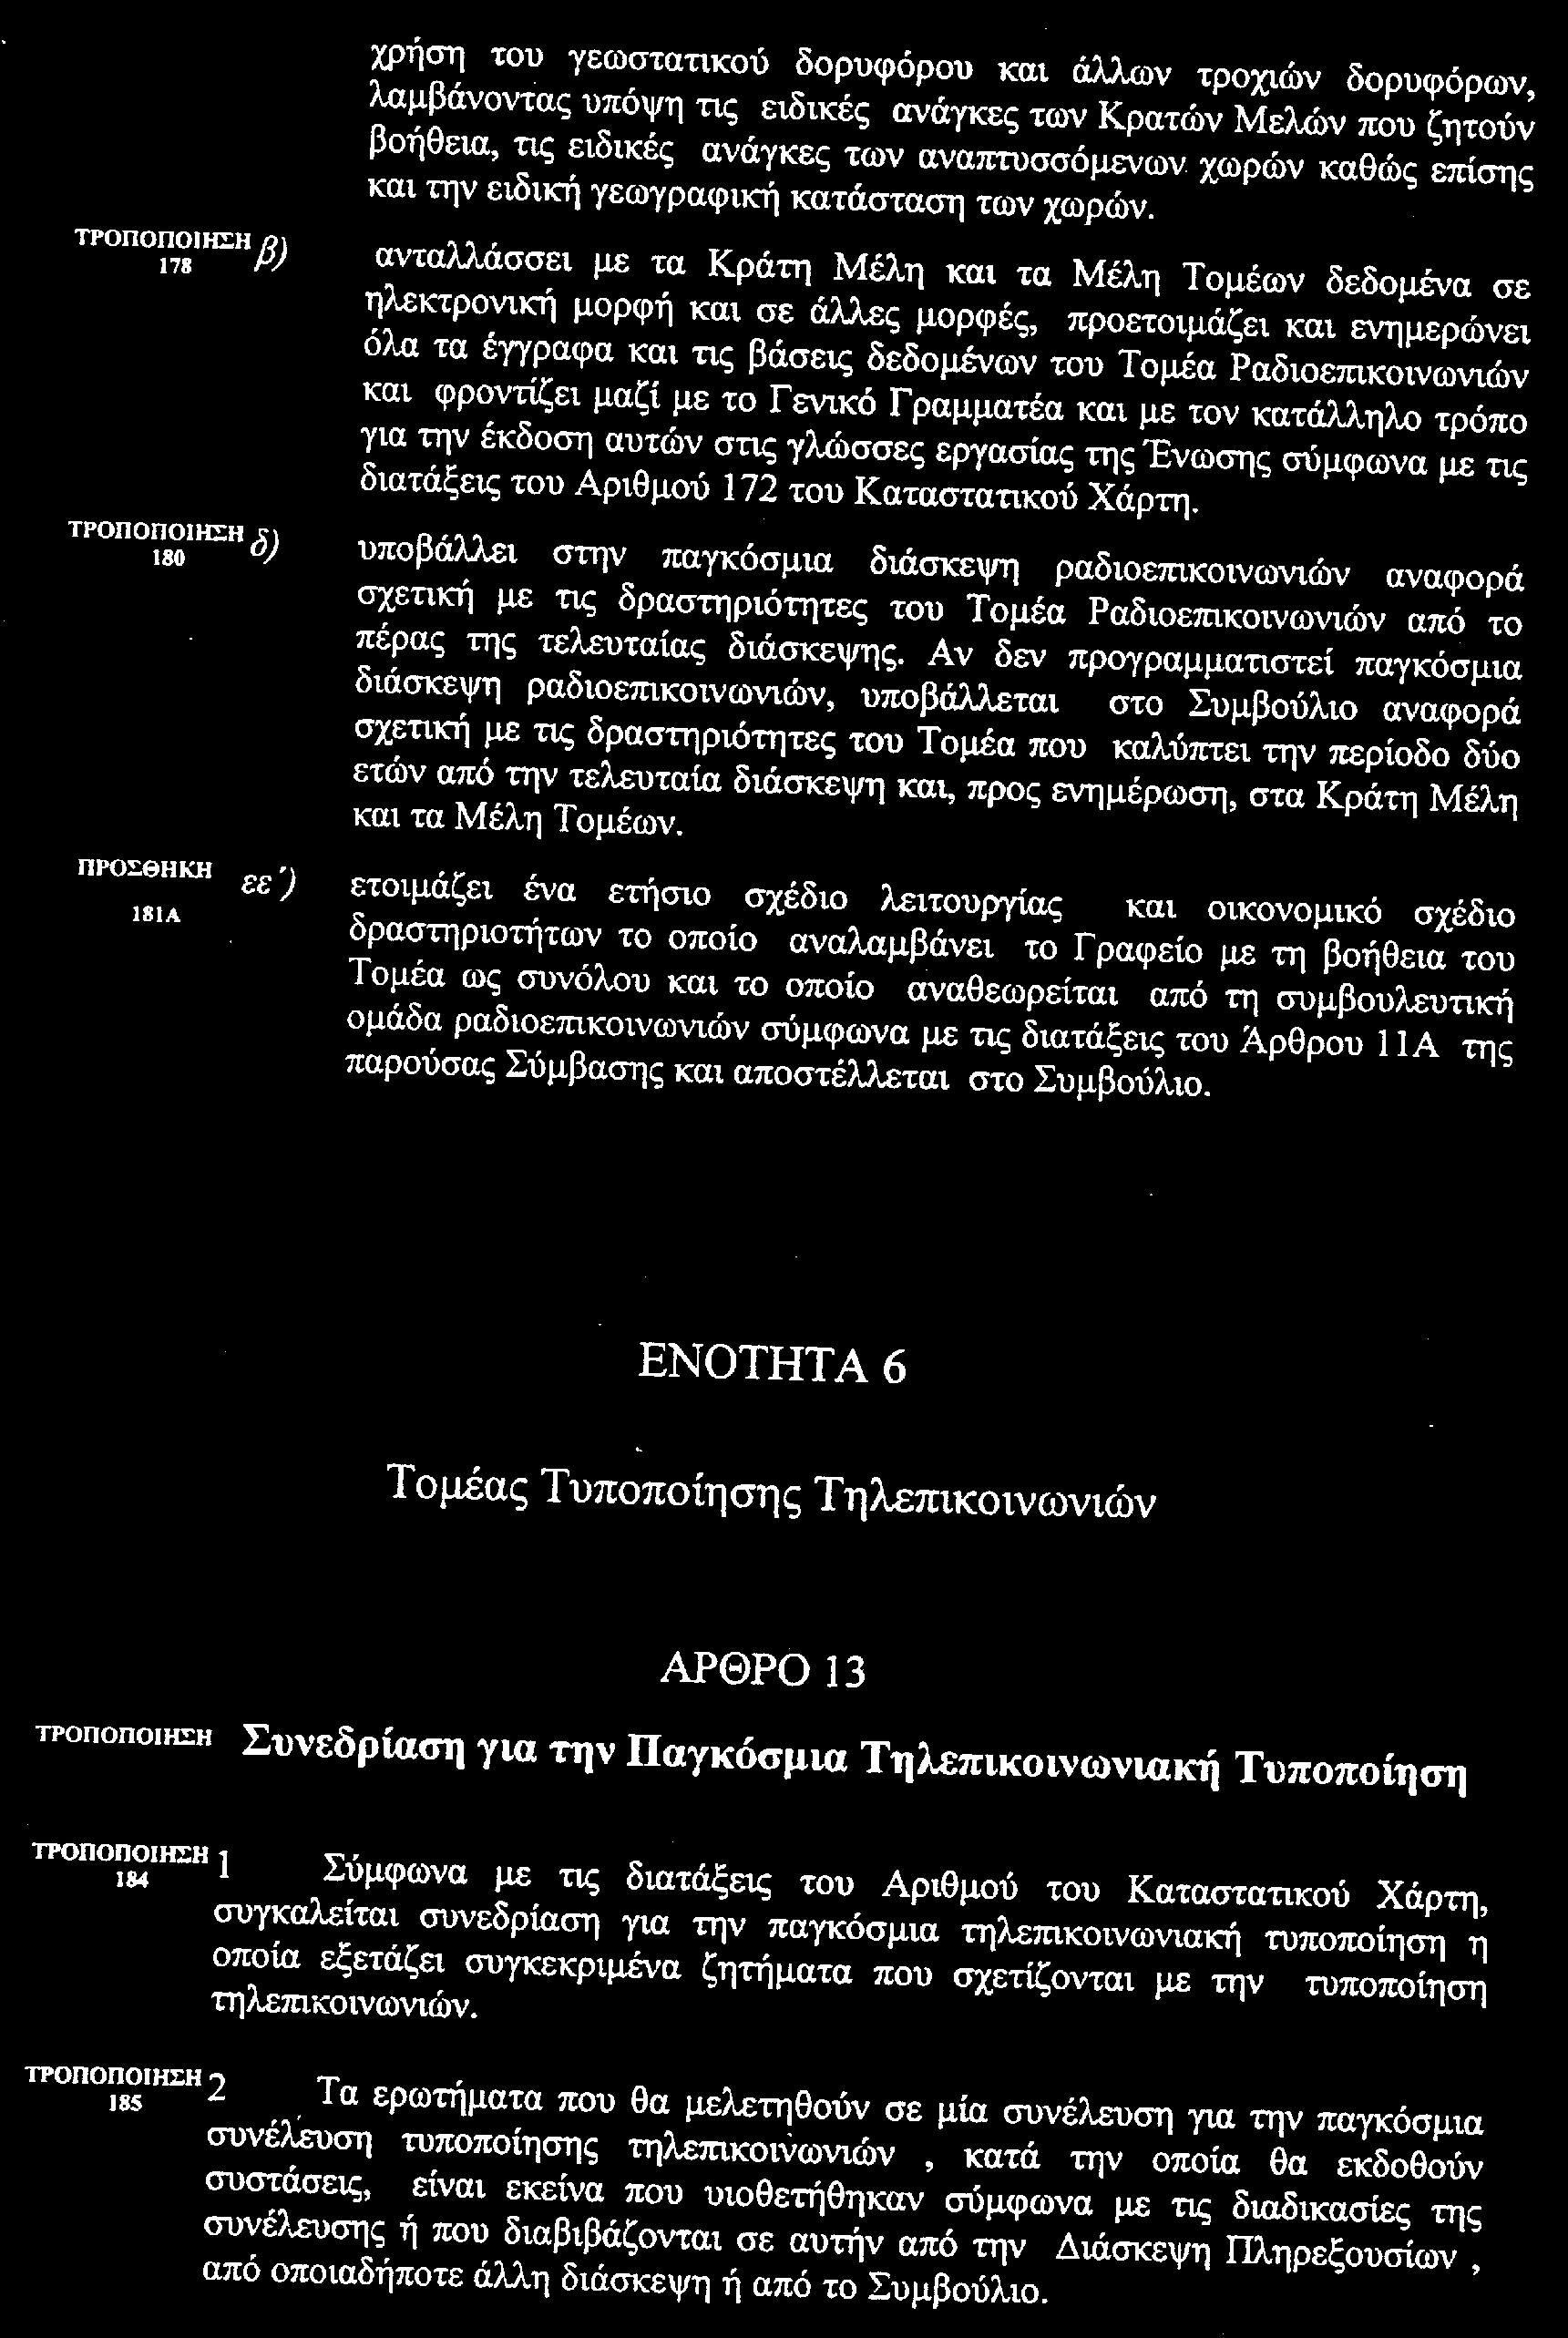 χρήση του γεωστατικού δορυφόρου και άλλων τροχιών δορυφόρων,
λαμβάνοντας υπόψη τις ειδικές ανάγκες των Κρατών Μελών που ζητούν
βοήθεια, τις ειδικές ανάγκες των αναπτυσσόμενων χωρών καθώς επίσης
και την ειδική γεωγραφική κατάσταση των χωρών.
ΤΡΟΠΟΠΟΙΗΣΗ β) ανταλλάσσει με τα Κράτη Μέλη και τα Μέλη Τομέων δεδομένα σε
178
ηλεκτρονική μορφή και σε άλλες μορφές, προετοιμάζει και ενημερώνει
όλα τα έγγραφα και τις βάσεις δεδομένων του Τομέα Ραδιοεπικοινωνιών
και φροντίζει μαζί με το Γενικό Γραμματέα και με τον κατάλληλο τρόπο
για την έκδοση αυτών στις γλώσσες εργασίας της Ένωσης σύμφωνα με τις
διατάξεις του Αριθμού 172 του Καταστατικού Χάρτη.
ΤΡΟΠΟΠΟΙΗΣΗ δ) υποβάλλει στην παγκόσμια διάσκεψη ραδιοεπικοινωνιών αναφορά
180
σχετική με τις δραστηριότητες του Τομέα Ραδιοεπικοινωνιών από το
πέρας της τελευταίας διάσκεψης. Αν δεν προγραμματιστεί παγκόσμια
διάσκεψη ραδιοεπικοινωνιών, υποβάλλεται στο Συμβούλιο αναφορά
σχετική με τις δραστηριότητες του Τομέα που καλύπτει την περίοδο δύο
ετών από την τελευταία διάσκεψη και, προς ενημέρωση, στα Κράτη Μέλη
και τα Μέλη Τομέων.
ΠΡΟΣΘΗΚΗ εε΄) ετοιμάζει ένα ετήσιο σχέδιο λειτουργίας και οικονομικό σχέδιο
181Α
δραστηριοτήτων το οποίο αναλαμβάνει το Γραφείο με τη βοήθεια του
Τομέα ως συνόλου και το οποίο αναθεωρείται από τη συμβουλευτική
ομάδα ραδιοεπικοινωνιών σύμφωνα με τις διατάξεις του Άρθρου 11Α της
παρούσας Σύμβασης και αποστέλλεται στο Συμβούλιο.
ΕΝΟΤΗΤΑ 6
Τομέας Τυποποίησης Τηλεπικοινωνιών
ΑΡΘΡΟ 13
ΤΡΟΠΟΠΟΙΗΣΗ Συνεδρίαση για την Παγκόσμια Τηλεπικοινωνιακή Τυποποίηση
ΤΡΟΠΟΠΟΙΗΣΗ 1 Σύμφωνα με τις διατάξεις του Αριθμού του Καταστατικού Χάρτη,
184
συγκαλείται συνεδρίαση για την παγκόσμια τηλεπικοινωνιακή τυποποίηση η
οποία εξετάζει συγκεκριμένα ζητήματα που σχετίζονται με την τυποποίηση
τηλεπικοινωνιών.
ΤΡΟΠΟΠΟΙΗΣΗ 2 Τα ερωτήματα που θα μελετηθούν σε μία συνέλευση για την παγκόσμια
185
συνέλευση τυποποίησης τηλεπικοινωνιών , κατά την οποία θα εκδοθούν
συστάσεις, είναι εκείνα που υιοθετήθηκαν σύμφωνα με τις διαδικασίες της
συνέλευσης ή που διαβιβάζονται σε αυτήν από την Διάσκεψη Πληρεξουσίων ,
από οποιαδήποτε άλλη διάσκεψη ή από το Συμβούλιο.